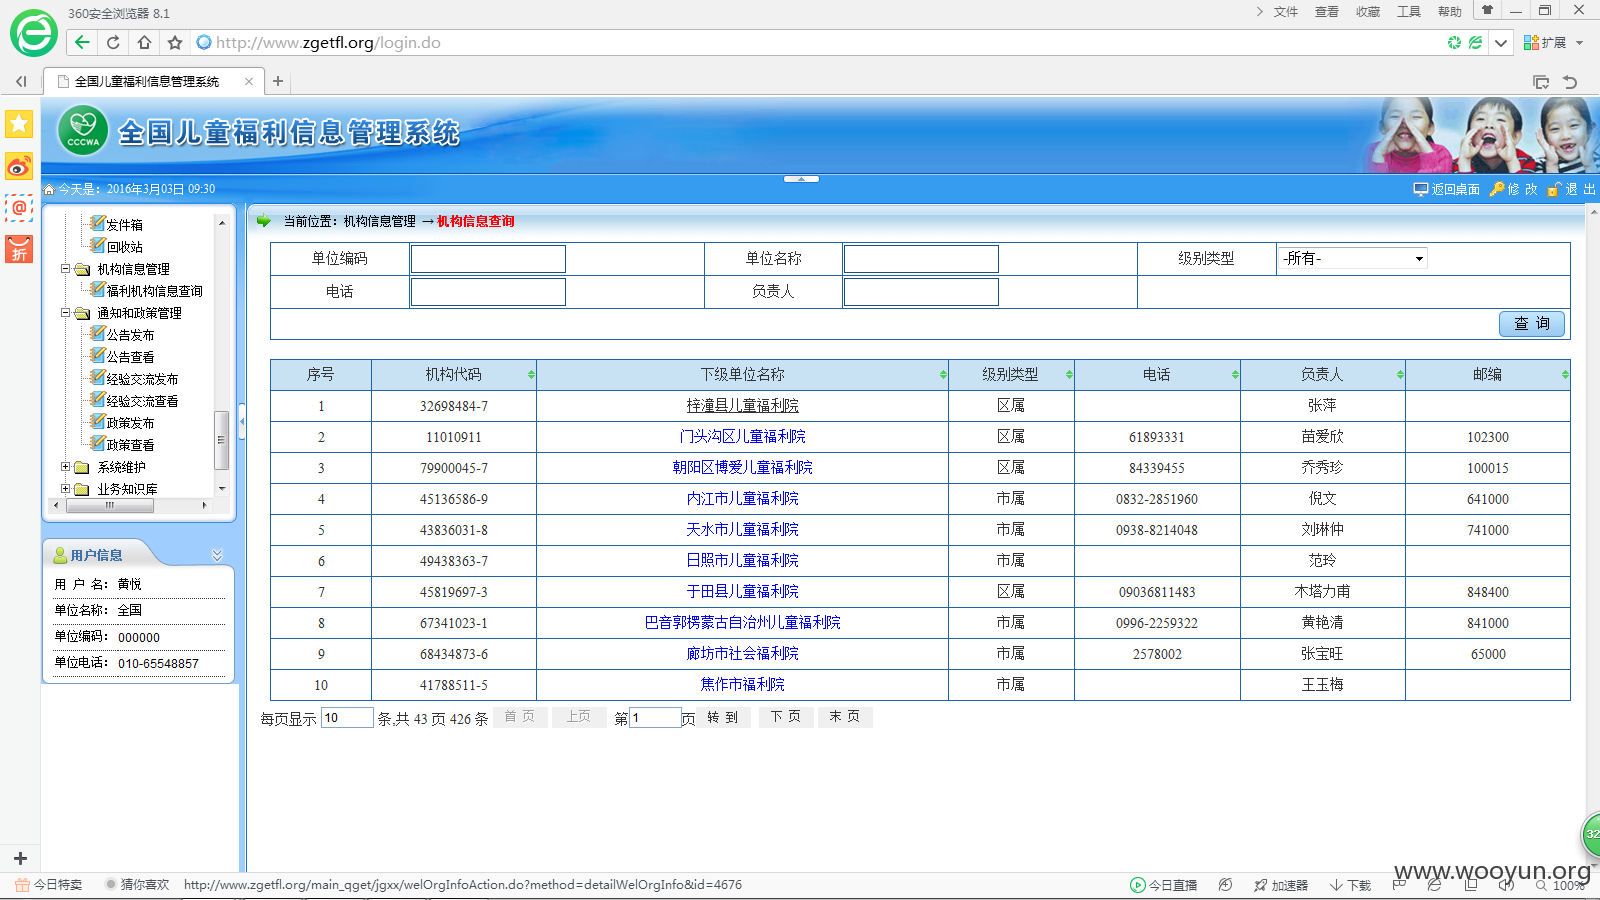 360安全浏览器 8.1
文件 查看 收藏 工具 帮助
http://www.zgetfl.org/login.do
扩展
全国儿童福利信息管理系统
CCCWA
全国儿童福利信息管理系统
今天是：2016年3月03日 09:30
返回桌面 修 改 退 出
@
折
发件箱
回收站
机构信息管理
福利机构信息查询
通知和政策管理
公告发布
公告查看
经验交流发布
经验交流查看
政策发布
政策查看
系统维护
业务知识库
用户信息
用 户 名： 黄悦
单位名称： 全国
单位编码： 000000
单位电话： 010-65548857
当前位置：机构信息管理 →机构信息查询
单位编码 单位名称 级别类型 -所有-
电话 负责人
查 询
序号 机构代码 下级单位名称 级别类型 电话 负责人 邮编
1 32698484-7 梓潼县儿童福利院 区属 张萍
2 11010911 门头沟区儿童福利院 区属 61893331 苗爱欣 102300
3 79900045-7 朝阳区博爱儿童福利院 区属 84339455 乔秀珍 100015
4 45136586-9 内江市儿童福利院 市属 0832-2851960 倪文 641000
5 43836031-8 天水市儿童福利院 市属 0938-8214048 刘琳仲 741000
6 49438363-7 日照市儿童福利院 市属 范玲
7 45819697-3 于田县儿童福利院 区属 09036811483 木塔力甫 848400
8 67341023-1 巴音郭楞蒙古自治州儿童福利院 市属 0996-2259322 黄艳清 841000
9 68434873-6 廊坊市社会福利院 市属 2578002 张宝旺 65000
10 41788511-5 焦作市福利院 市属 王玉梅
每页显示 10 条,共 43 页 426 条 首 页 上页 第 1 页 转 到 下 页 末 页
32
www.wooyun.org
今日特卖 猜你喜欢 http://www.zgetfl.org/main_qget/jgxx/welOrgInfoAction.do?method=detailWelOrgInfo&id=4676 今日直播 加速器 下载 100%